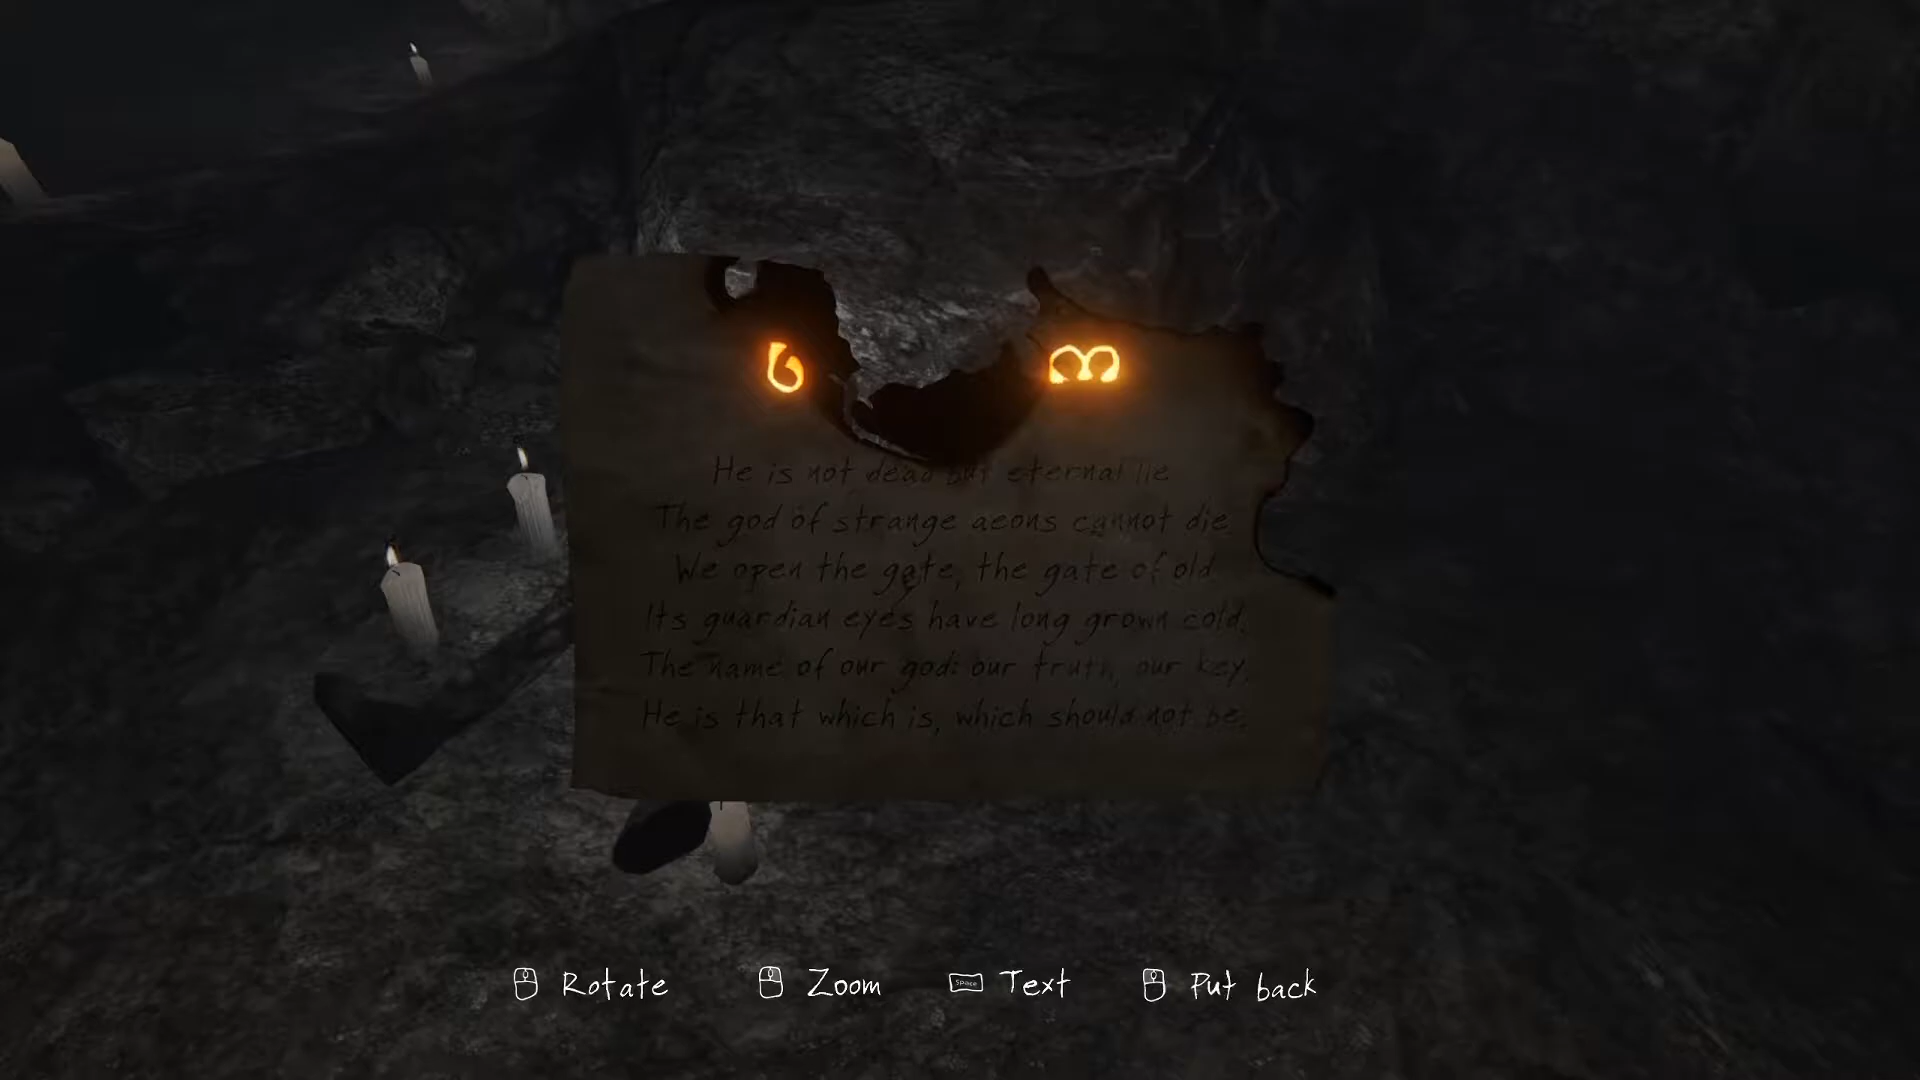 He is not dead but eternal lie
The god of strange aeons cannot die
We open the gate, the gate of old
Its guardian eyes have long grown cold.
The name of our god: our truth, our key,
He is that which is, which should not be.
Rotate Zoom Space Text Put back